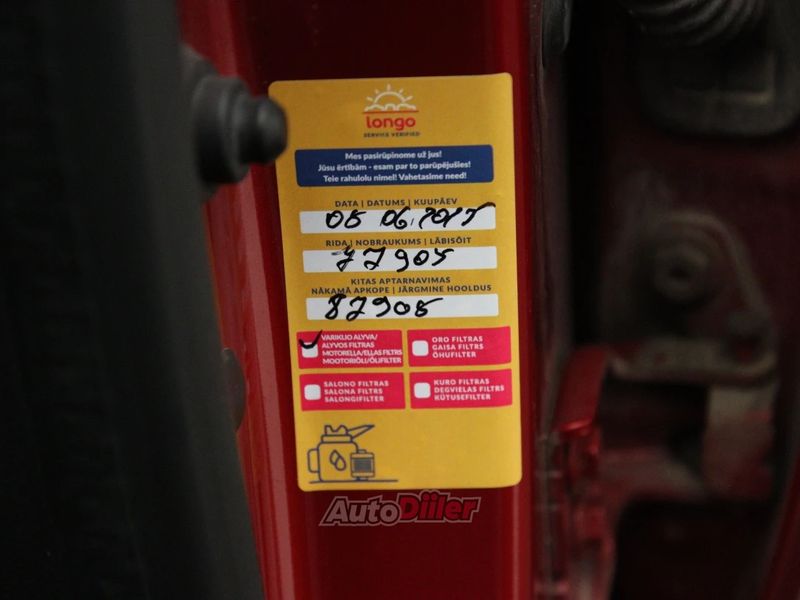 longo
SERVICE VERIFIED
Mes pasirūpinome už jus!
Jūsu ērtībām - esam par to parūpējušies!
Teie rahulolu nimel! Vahetasime need!
DATA | DATUMS | KUUPÄEV
05 06.2025
RIDA | NOBRAUKUMS | LÄBISÕIT
77905
KITAS APTARNAVIMAS
NĀKAMĀ APKOPE | JÄRGMINE HOOLDUS
87905
VARIKLIO ALYVA/
ALYVOS FILTRAS
MOTOREĻĻA/EĻĻAS FILTRS
MOOTORIÕLI/ÕLIFILTER
ORO FILTRAS
GAISA FILTRS
ÕHUFILTER
SALONO FILTRAS
SALONA FILTRS
SALONGIFILTER
KURO FILTRAS
DEGVIELAS FILTRS
KÜTUSEFILTER
AutoDiiler